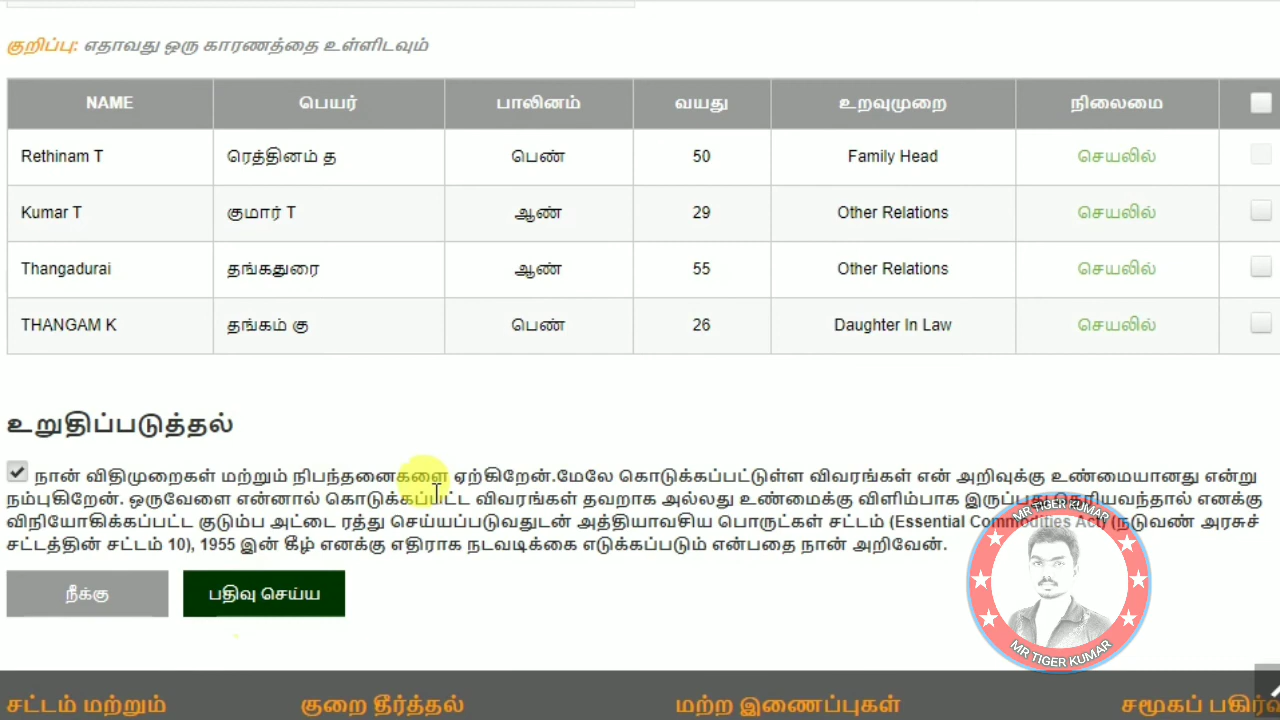 குறிப்பு: எதாவது ஒரு காரணத்தை உள்ளிடவும்
NAME பெயர் பாலினம் வயது உறவுமுறை நிலைமை
Rethinam T ரெத்தினம் த பெண் 50 Family Head செயலில்
Kumar T குமார் T ஆண் 29 Other Relations செயலில்
Thangadurai தங்கதுரை ஆண் 55 Other Relations செயலில்
THANGAM K தங்கம் கு பெண் 26 Daughter In Law செயலில்
உறுதிப்படுத்தல்
நான் விதிமுறைகள் மற்றும் நிபந்தனைகளை ஏற்கிறேன்.மேலே கொடுக்கப்பட்டுள்ள விவரங்கள் என் அறிவுக்கு உண்மையானது என்று
நம்புகிறேன். ஒருவேளை என்னால் கொடுக்கப்பட்ட விவரங்கள் தவறாக அல்லது உண்மைக்கு விளிம்பாக இருப்பது தெரியவந்தால் எனக்கு
விநியோகிக்கப்பட்ட குடும்ப அட்டை ரத்து செய்யப்படுவதுடன் அத்தியாவசிய பொருட்கள் சட்டம் (Essential Commodities Act) (நடுவண் அரசுச்
சட்டத்தின் சட்டம் 10), 1955 இன் கீழ் எனக்கு எதிராக நடவடிக்கை எடுக்கப்படும் என்பதை நான் அறிவேன்.
நீக்கு பதிவு செய்ய
MR TIGER KUMAR
MR TIGER KUMAR
சட்டம் மற்றும் குறை தீர்த்தல் மற்ற இணைப்புகள் சமூகப்